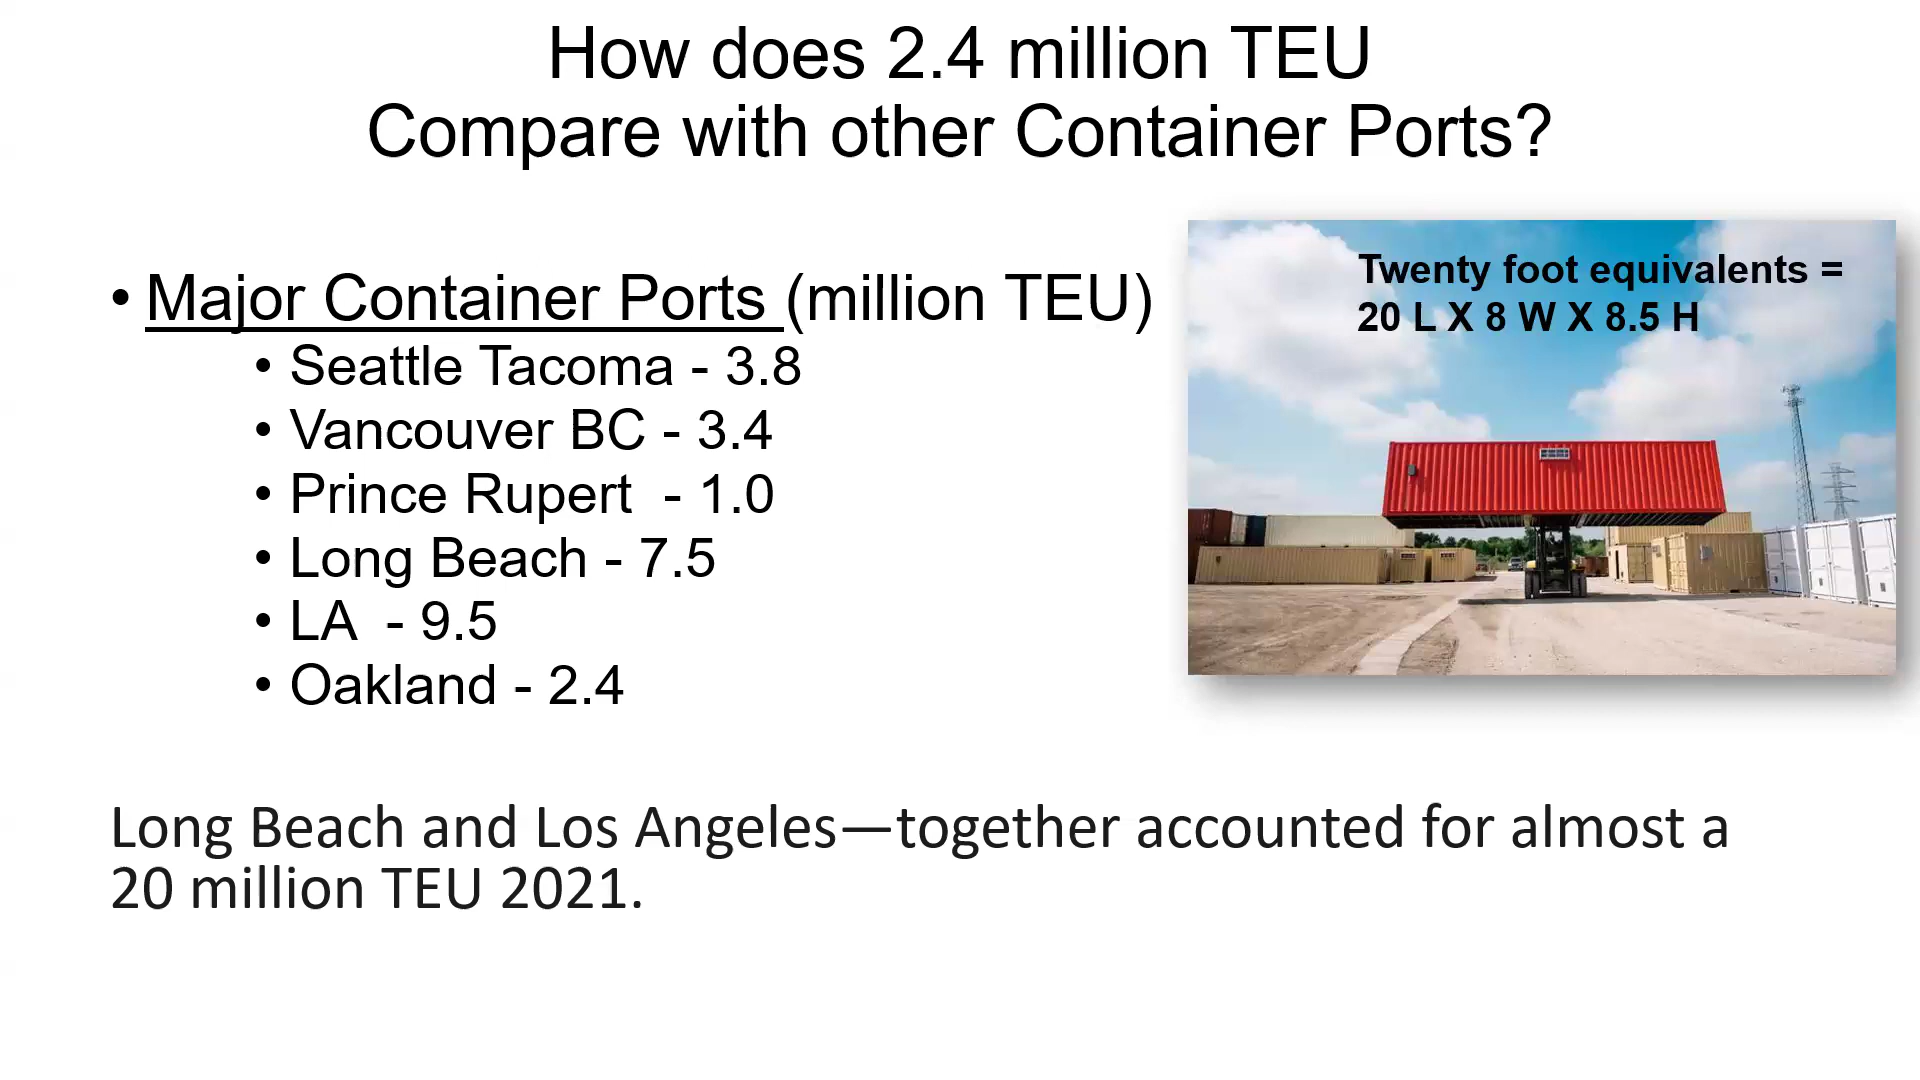 How does 2.4 million TEU
Compare with other Container Ports?
• Major Container Ports (million TEU)
• Seattle Tacoma - 3.8
• Vancouver BC - 3.4
• Prince Rupert  - 1.0
• Long Beach - 7.5
• LA  - 9.5
• Oakland - 2.4
Twenty foot equivalents =
20 L X 8 W X 8.5 H
Long Beach and Los Angeles—together accounted for almost a
20 million TEU 2021.